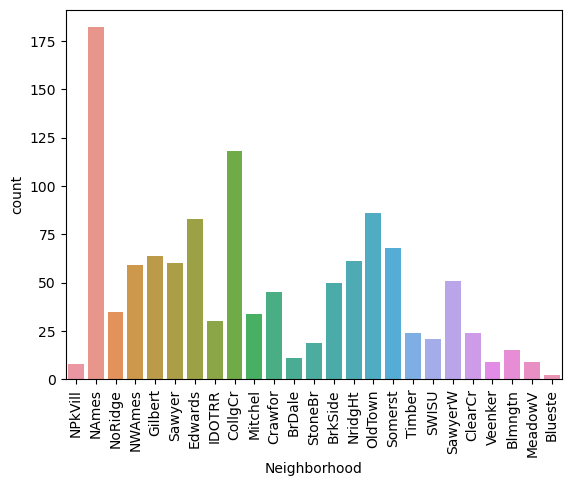 175
150
125
100
75
50
25
0
count
NPkVill
NAmes
NoRidge
NWAmes
Gilbert
Sawyer
Edwards
IDOTRR
CollgCr
Mitchel
Crawfor
BrDale
StoneBr
BrkSide
NridgHt
OldTown
Somerst
Timber
SWISU
SawyerW
ClearCr
Veenker
Blmngtn
MeadowV
Blueste
Neighborhood